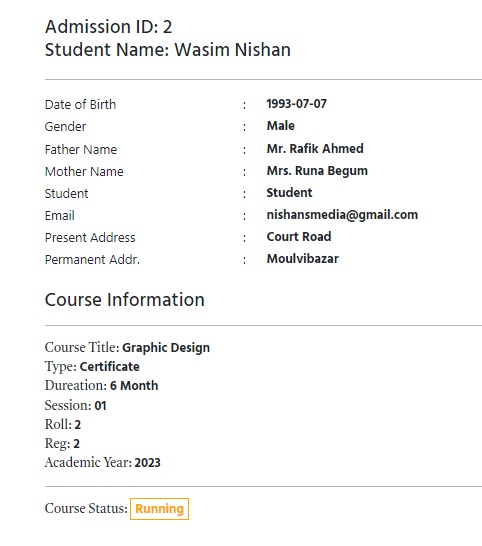 Admission ID: 2
Student Name: Wasim Nishan
Date of Birth : 1993-07-07
Gender : Male
Father Name : Mr. Rafik Ahmed
Mother Name : Mrs. Runa Begum
Student : Student
Email : nishansmedia@gmail.com
Present Address : Court Road
Permanent Addr. : Moulvibazar
Course Information
Course Title: Graphic Design
Type: Certificate
Dureation: 6 Month
Session: 01
Roll: 2
Reg: 2
Academic Year: 2023
Course Status: Running